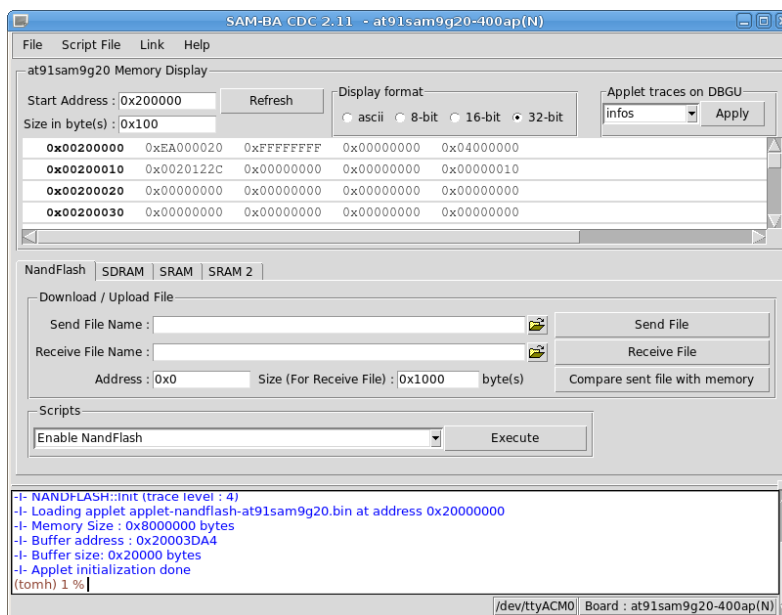 SAM-BA CDC 2.11 - at91sam9g20-400ap(N)
File Script File Link Help
at91sam9g20 Memory Display
Start Address : 0x200000 Refresh Display format Applet traces on DBGU
Size in byte(s) : 0x100 ascii 8-bit 16-bit 32-bit infos Apply
0x00200000 0xEA000020 0xFFFFFFFF 0x00000000 0x04000000
0x00200010 0x0020122C 0x00000000 0x00000000 0x00000010
0x00200020 0x00000000 0x00000000 0x00000000 0x00000000
0x00200030 0x00000000 0x00000000 0x00000000 0x00000000
NandFlash SDRAM SRAM SRAM 2
Download / Upload File
Send File Name : Send File
Receive File Name : Receive File
Address : 0x0 Size (For Receive File) : 0x1000 byte(s) Compare sent file with memory
Scripts
Enable NandFlash Execute
-I- NANDFLASH::Init (trace level : 4)
-I- Loading applet applet-nandflash-at91sam9g20.bin at address 0x20000000
-I- Memory Size : 0x8000000 bytes
-I- Buffer address : 0x20003DA4
-I- Buffer size: 0x20000 bytes
-I- Applet initialization done
(tomh) 1 %
/dev/ttyACM0 Board : at91sam9g20-400ap(N)